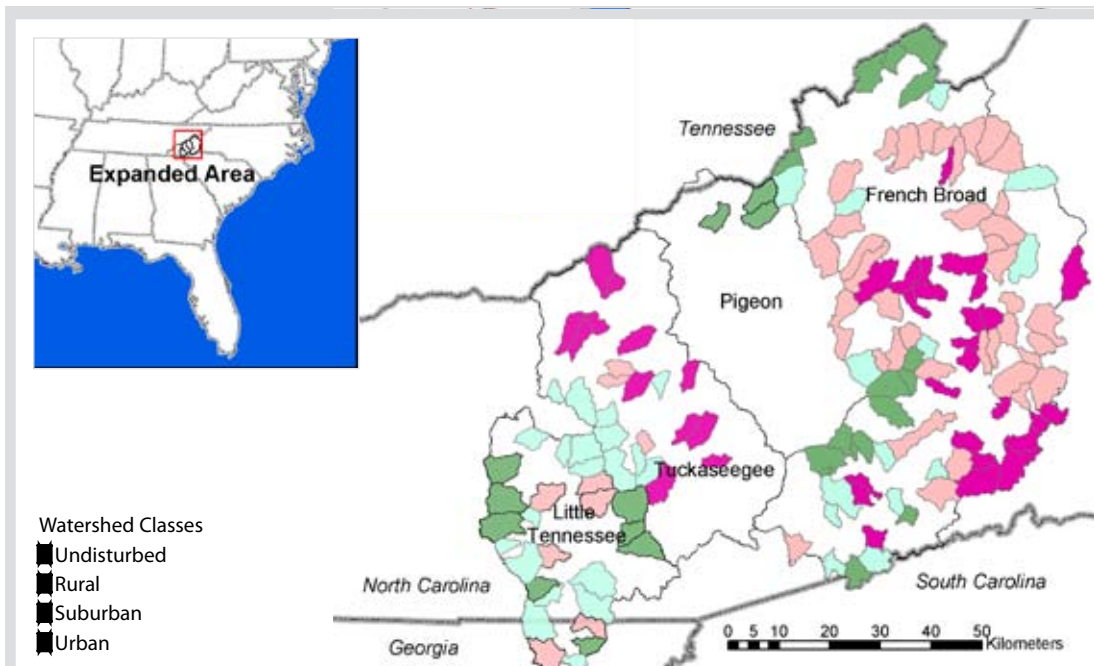 Expanded Area
Tennessee
French Broad
Pigeon
Tuckaseegee
Little
Tennessee
North Carolina
South Carolina
Georgia
Watershed Classes
Undisturbed
Rural
Suburban
Urban
0 5 10 20 30 40 50
Kilometers